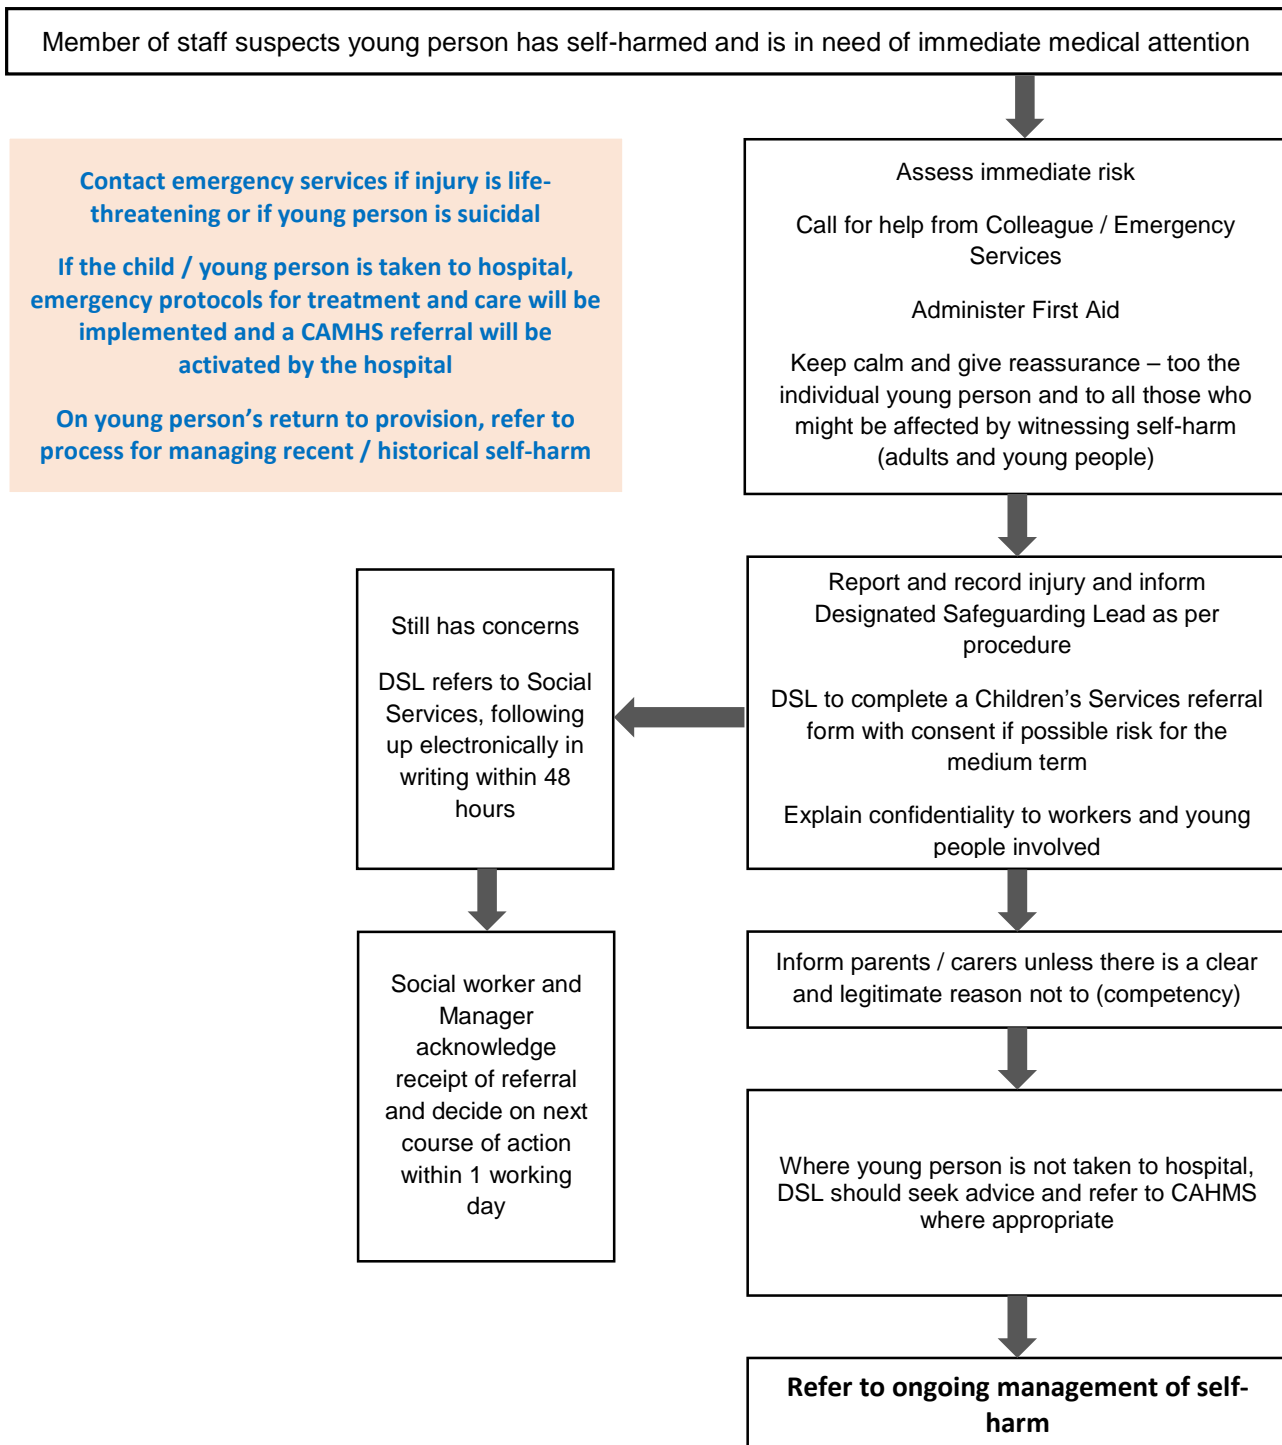 Member of staff suspects young person has self-harmed and is in need of immediate medical attention
Contact emergency services if injury is life-
threatening or if young person is suicidal
If the child / young person is taken to hospital,
emergency protocols for treatment and care will be
implemented and a CAMHS referral will be
activated by the hospital
On young person’s return to provision, refer to
process for managing recent / historical self-harm
Assess immediate risk
Call for help from Colleague / Emergency
Services
Administer First Aid
Keep calm and give reassurance – too the
individual young person and to all those who
might be affected by witnessing self-harm
(adults and young people)
Report and record injury and inform
Designated Safeguarding Lead as per
procedure
DSL to complete a Children’s Services referral
form with consent if possible risk for the
medium term
Explain confidentiality to workers and young
people involved
Still has concerns
DSL refers to Social
Services, following
up electronically in
writing within 48
hours
Social worker and
Manager
acknowledge
receipt of referral
and decide on next
course of action
within 1 working
day
Inform parents / carers unless there is a clear
and legitimate reason not to (competency)
Where young person is not taken to hospital,
DSL should seek advice and refer to CAHMS
where appropriate
Refer to ongoing management of self-
harm